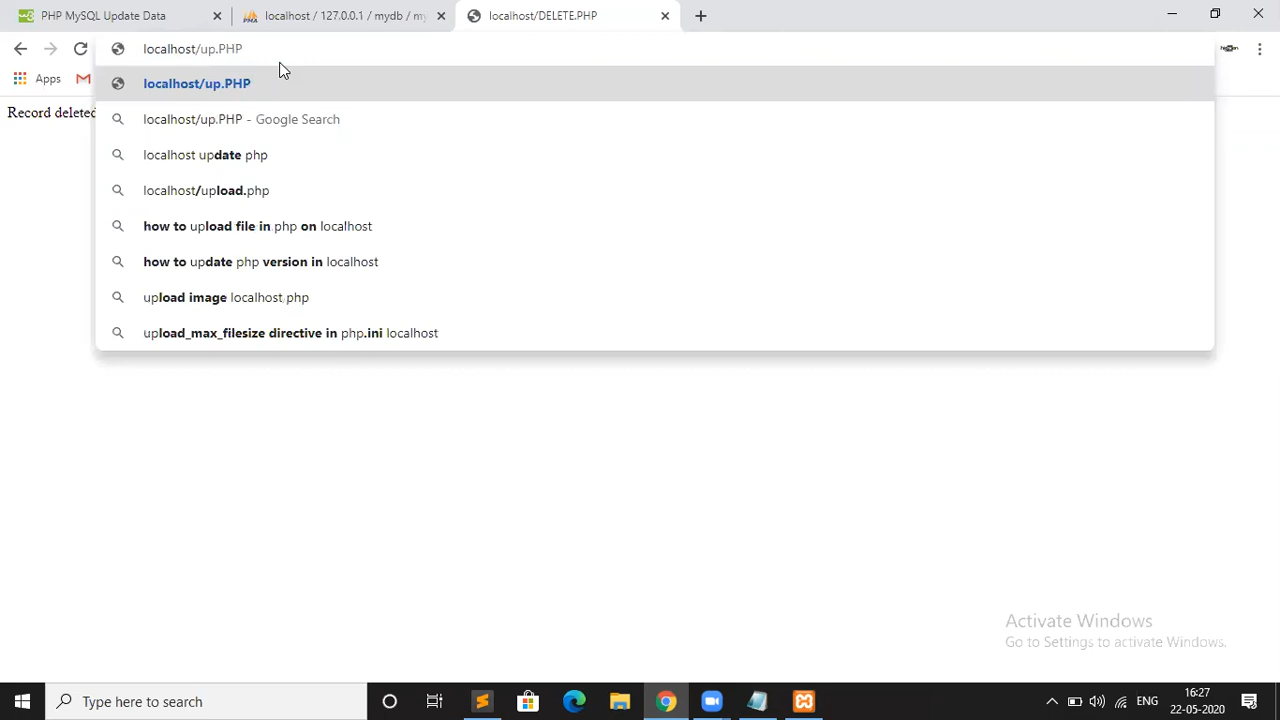 PHP MySQL Update Data
localhost / 127.0.0.1 / mydb / my
localhost/DELETE.PHP
localhost/up.PHP
Apps
localhost/up.PHP
Record deleted
localhost/up.PHP - Google Search
localhost update php
localhost/upload.php
how to upload file in php on localhost
how to update php version in localhost
upload image localhost php
upload_max_filesize directive in php.ini localhost
Activate Windows
Go to Settings to activate Windows.
Type here to search
ENG
16:27
22-05-2020